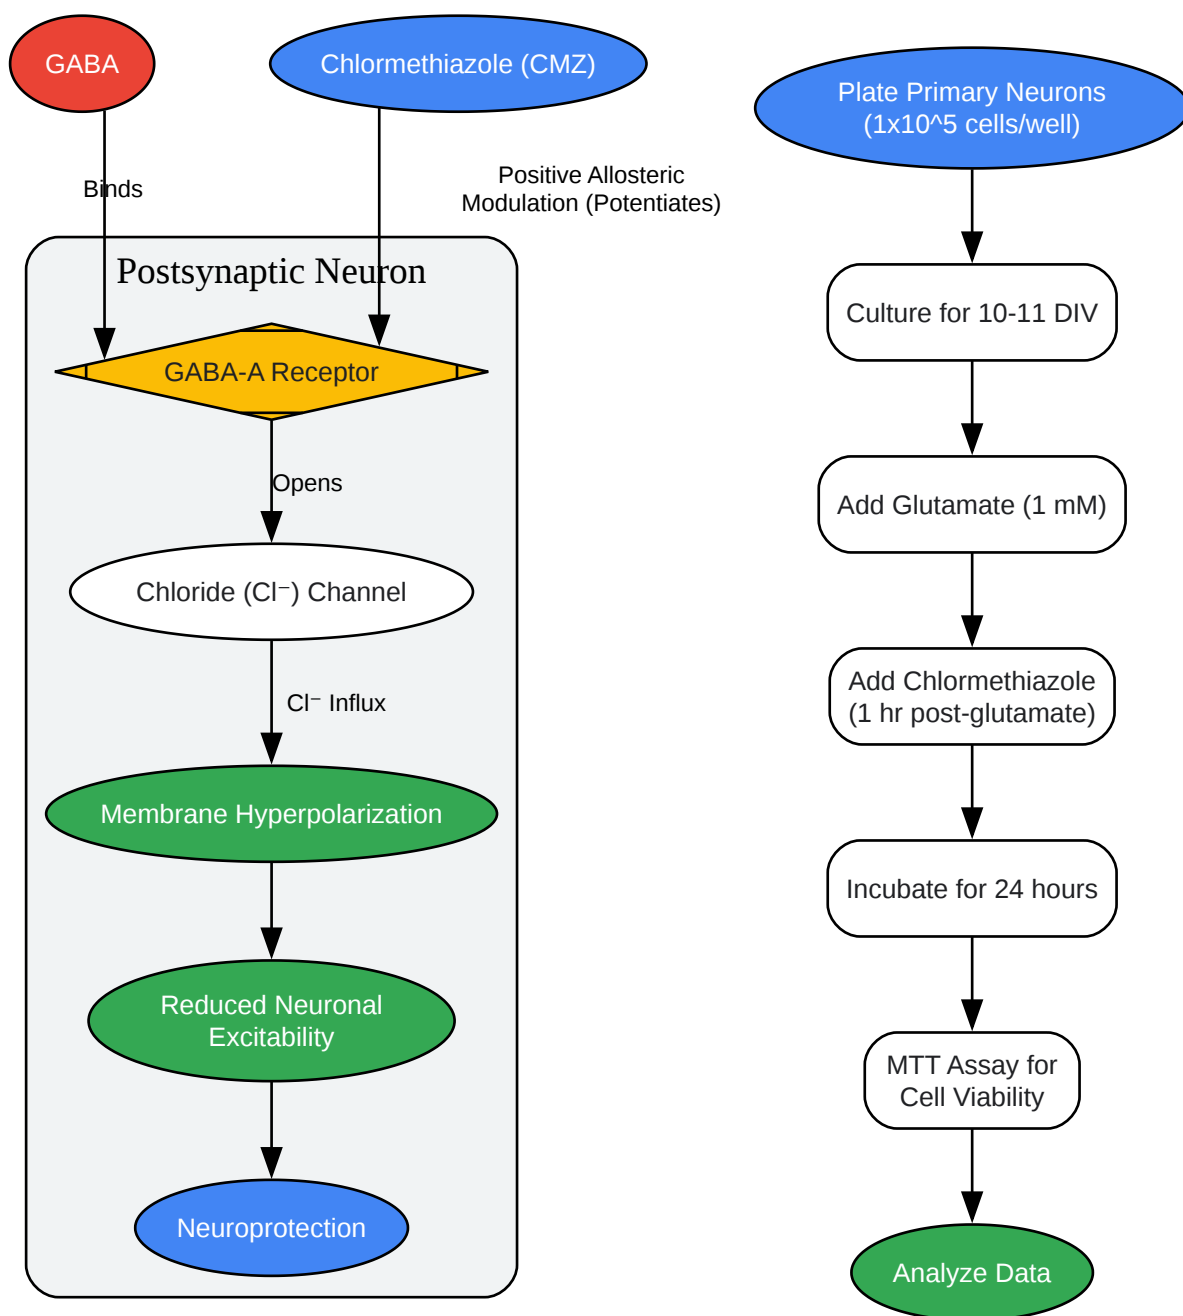 GABA
Chlormethiazole (CMZ)
Binds
Positive Allosteric
Modulation (Potentiates)
Postsynaptic Neuron
GABA-A Receptor
Opens
Chloride (Cl⁻) Channel
Cl⁻ Influx
Membrane Hyperpolarization
Reduced Neuronal
Excitability
Neuroprotection
Plate Primary Neurons
(1x10^5 cells/well)
Culture for 10-11 DIV
Add Glutamate (1 mM)
Add Chlormethiazole
(1 hr post-glutamate)
Incubate for 24 hours
MTT Assay for
Cell Viability
Analyze Data